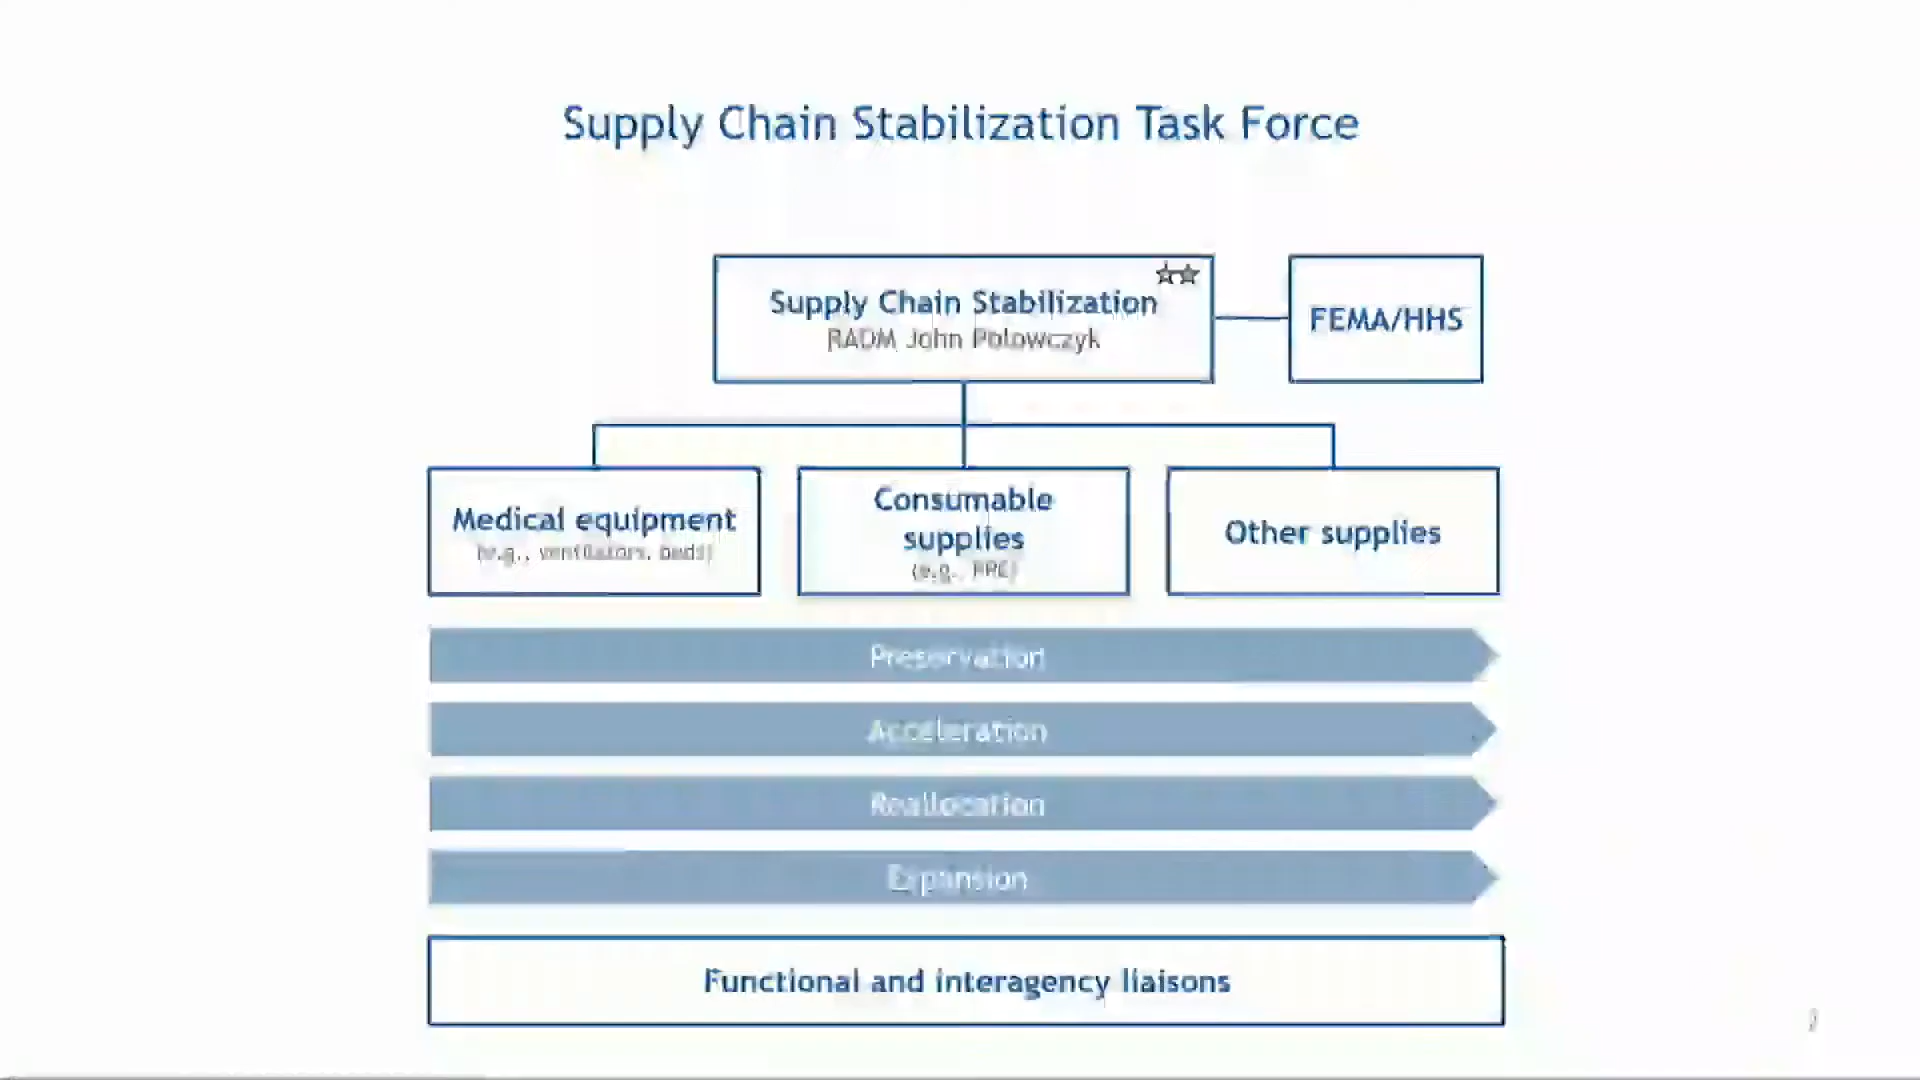 Supply Chain Stabilization Task Force
Supply Chain Stabilization
RADM John Polowczyk
FEMA/HHS
Medical equipment
(e.g., ventilators, beds)
Consumable
supplies
(e.g., PPE)
Other supplies
Preservation
Acceleration
Reallocation
Expansion
Functional and interagency liaisons